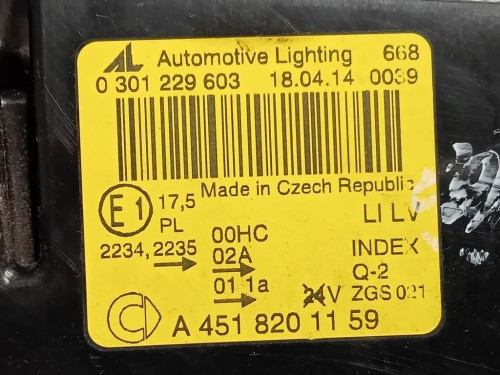 AL Automotive Lighting 668
0 301 229 603 18.04.14 0039
Made in Czech Republic
E1 17,5 LI LV
PL
2234, 2235 00HC
02A INDEX
Q-2
01 1a 24V ZGS 021
A 451 820 11 59